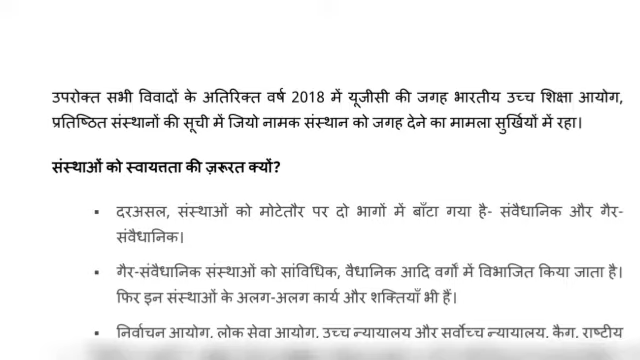 उपरोक्त सभी विवादों के अतिरिक्त वर्ष 2018 में यूजीसी की जगह भारतीय उच्च शिक्षा आयोग,
प्रतिष्ठित संस्थानों की सूची में जियो नामक संस्थान को जगह देने का मामला सुर्खियों में रहा।
संस्थाओं को स्वायत्तता की ज़रूरत क्यों?
▪ दरअसल, संस्थाओं को मोटेतौर पर दो भागों में बाँटा गया है- संवैधानिक और गैर-
संवैधानिक।
▪ गैर-संवैधानिक संस्थाओं को सांविधिक, वैधानिक आदि वर्गों में विभाजित किया जाता है।
फिर इन संस्थाओं के अलग-अलग कार्य और शक्तियाँ भी हैं।
▪ निर्वाचन आयोग, लोक सेवा आयोग, उच्च न्यायालय और सर्वोच्च न्यायालय, कैग, राष्टीय